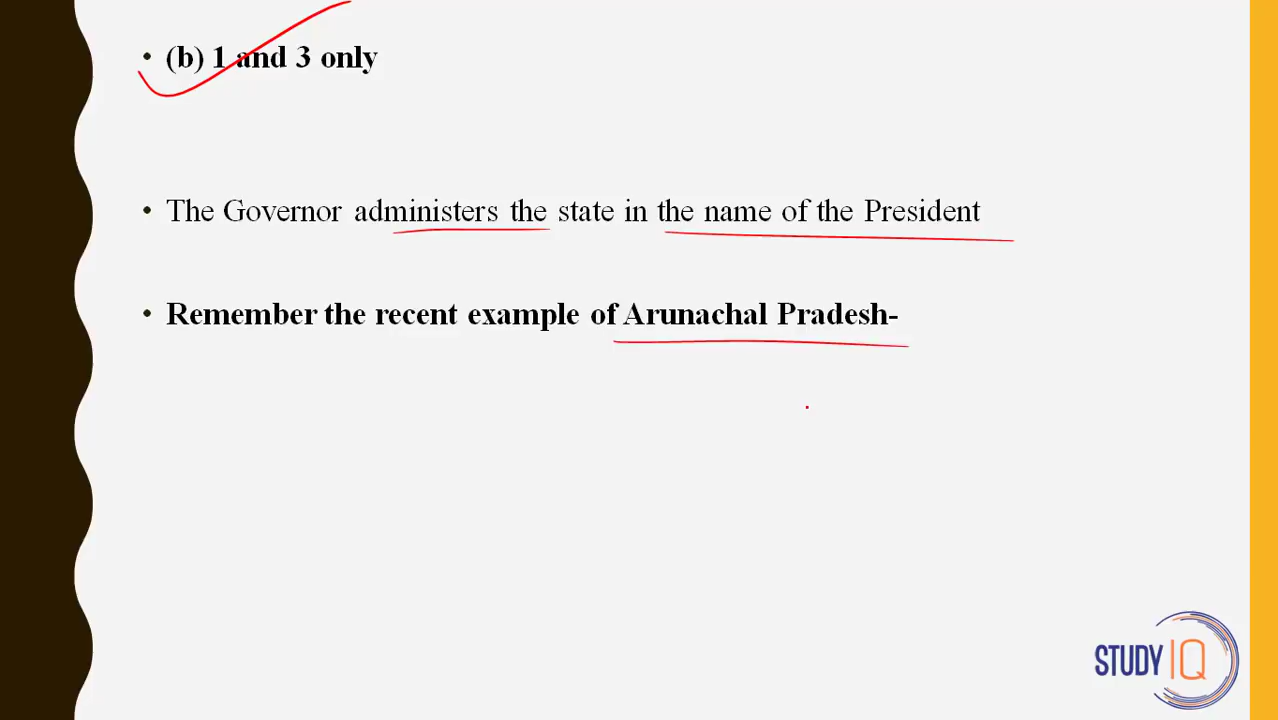 • (b) 1 and 3 only
• The Governor administers the state in the name of the President
• Remember the recent example of Arunachal Pradesh-
STUDY IQ